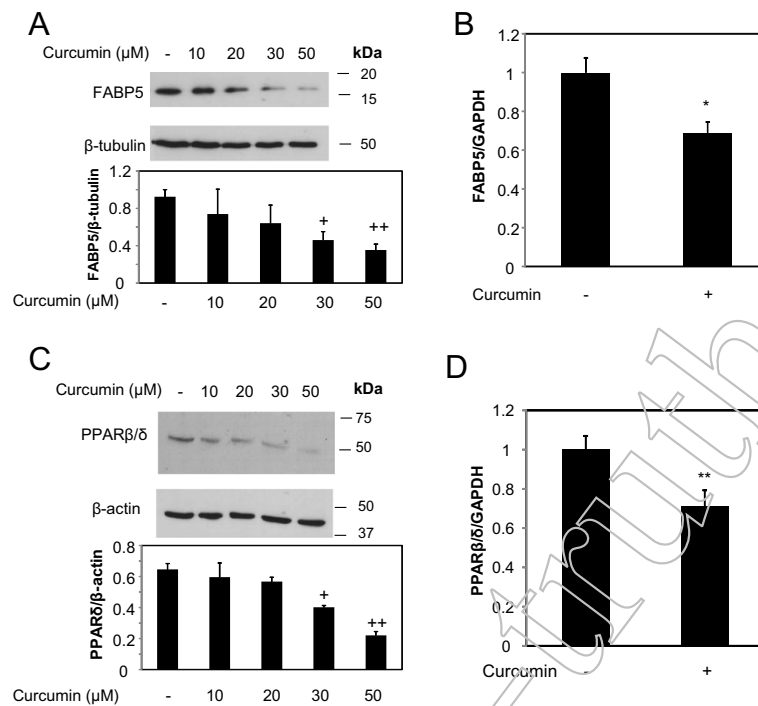 A
Curcumin (μM) - 10 20 30 50 kDa
20
FABP5
15
β-tubulin
50
FABP5/β-tubulin
1.2
0.8
0.4
0
+
++
Curcumin (μM) - 10 20 30 50
B
FABP5/GAPDH
1.2
1
0.8
0.6
0.4
0.2
0
*
Curcumin - +
C
Curcumin (μM) - 10 20 30 50 kDa
75
PPARβ/δ
50
β-actin
50
37
PPARδ/β-actin
0.8
0.6
0.4
0.2
0
+
++
Curcumin (μM) - 10 20 30 50
D
PPARβ/δ/GAPDH
1.2
1
0.8
0.6
0.4
0.2
0
**
Curcumin - +
truth